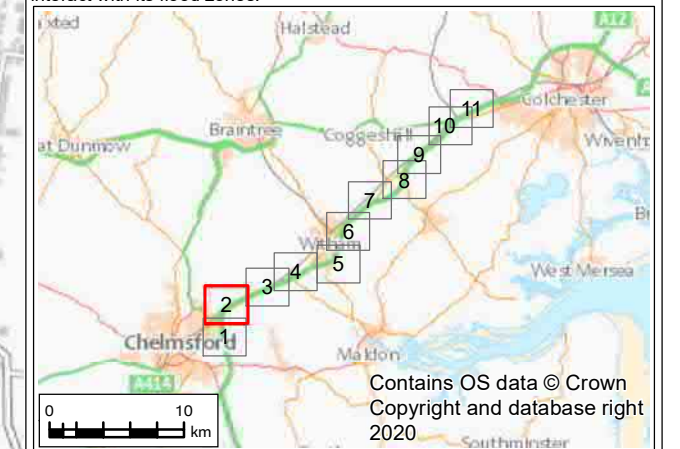 A12
Halstead
Colchester
11
10
Braintree
Coggeshall
at Dunmow
9
8
7
6
Witham
5
4
3
West Mersea
2
1
Chelmsford
Maldon
A414
Contains OS data © Crown
Copyright and database right
2020
0 10
km
Southminster